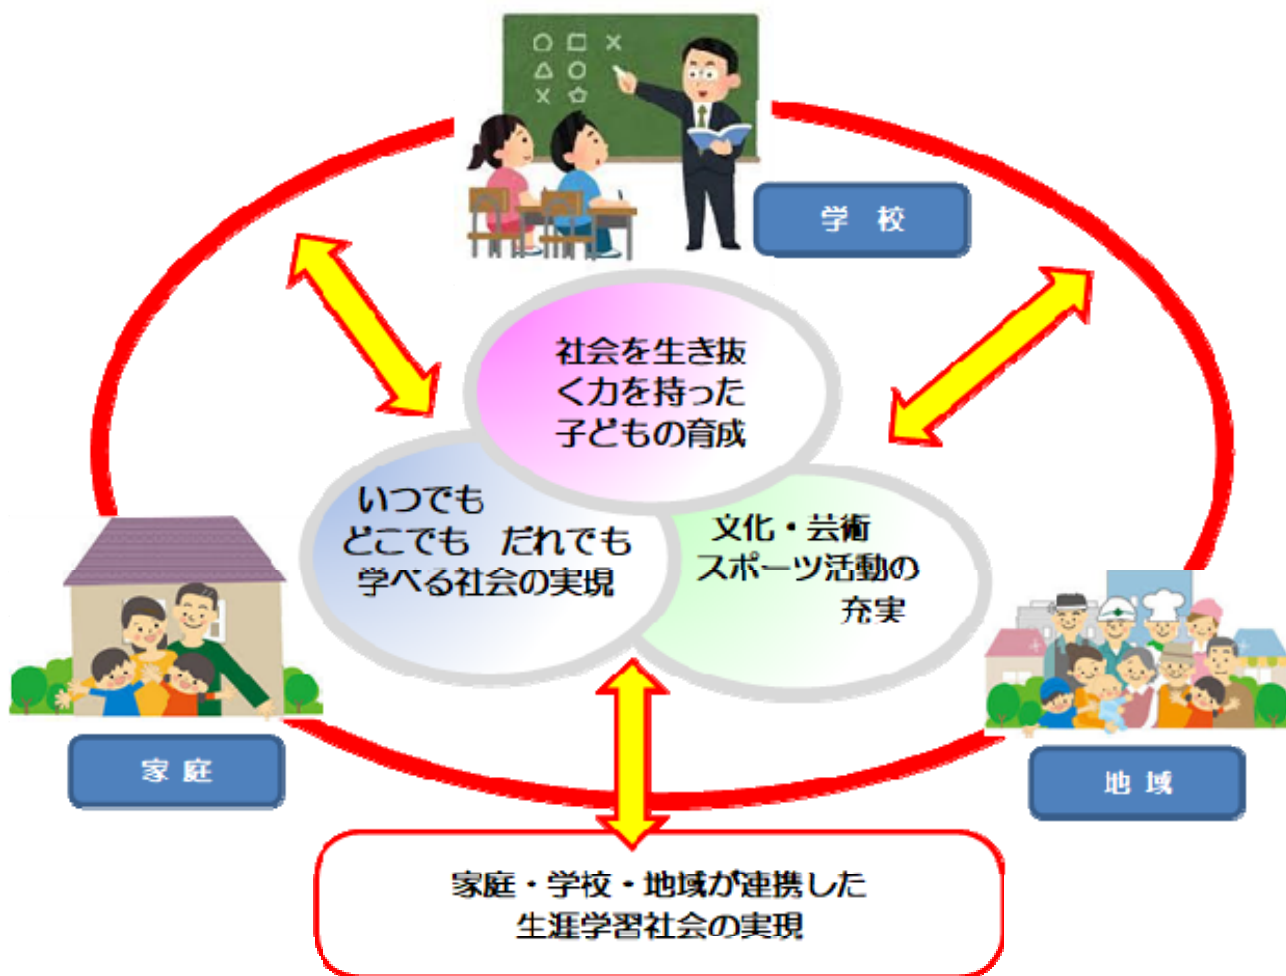 学 校
社会を生き抜
く力を持った
子どもの育成
いつでも
どこでも だれでも
学べる社会の実現
文化・芸術
スポーツ活動の
充実
家 庭
地 域
家庭・学校・地域が連携した
生涯学習社会の実現